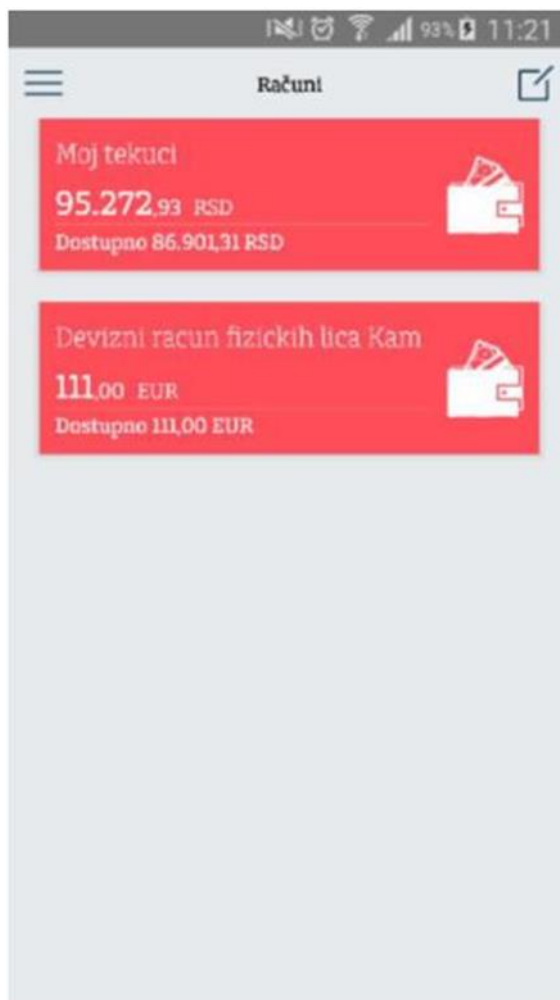 93% 11:21
Računi
Moj tekuci
95.272,93 RSD
Dostupno 86.901,31 RSD
Devizni racun fizickih lica Kam
111,00 EUR
Dostupno 111,00 EUR